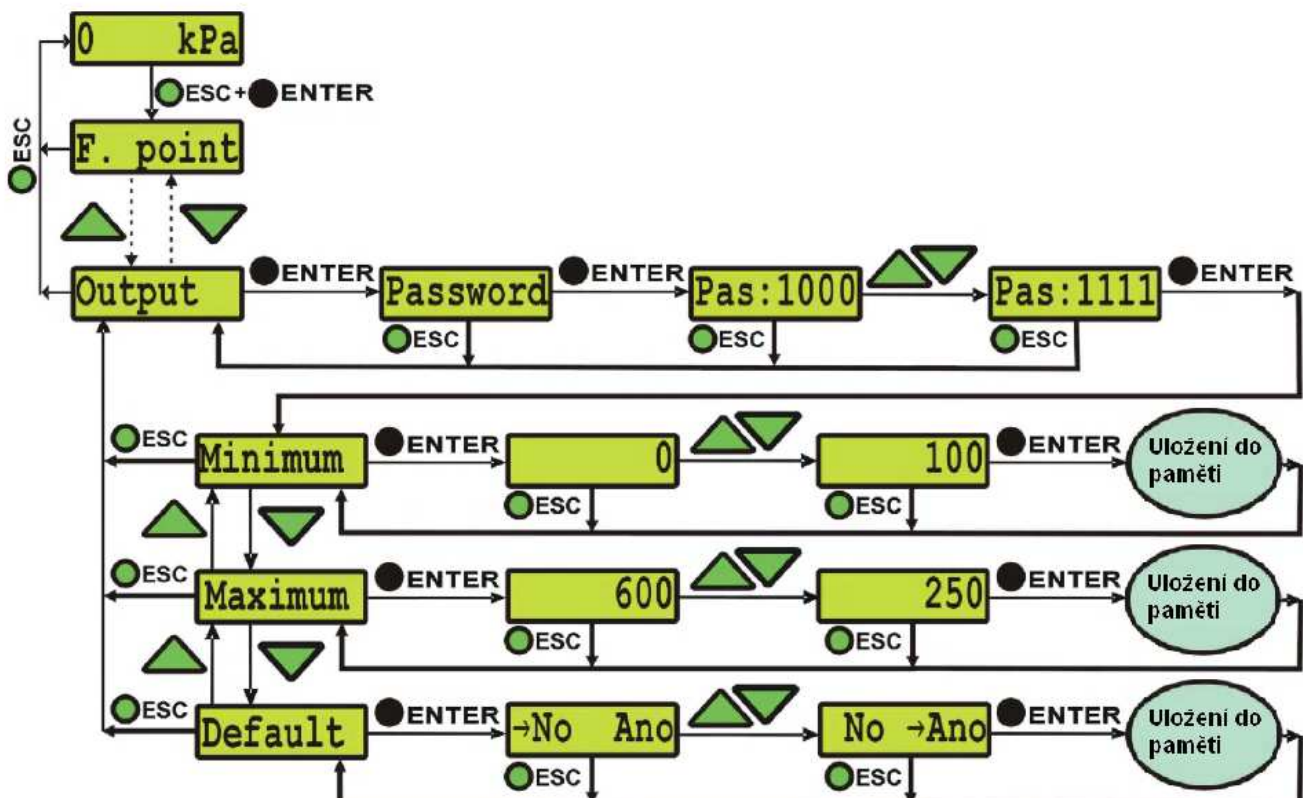 0 kPa
ESC + ENTER
F. point
ESC
Output
ENTER
Password
ENTER
Pas:1000
Pas:1111
ENTER
ESC
ESC
ESC
ESC
Minimum
ENTER
0
100
ENTER
Uložení do
paměti
ESC
ESC
ESC
Maximum
ENTER
600
250
ENTER
Uložení do
paměti
ESC
ESC
ESC
Default
ENTER
→No Ano
No →Ano
ENTER
Uložení do
paměti
ESC
ESC